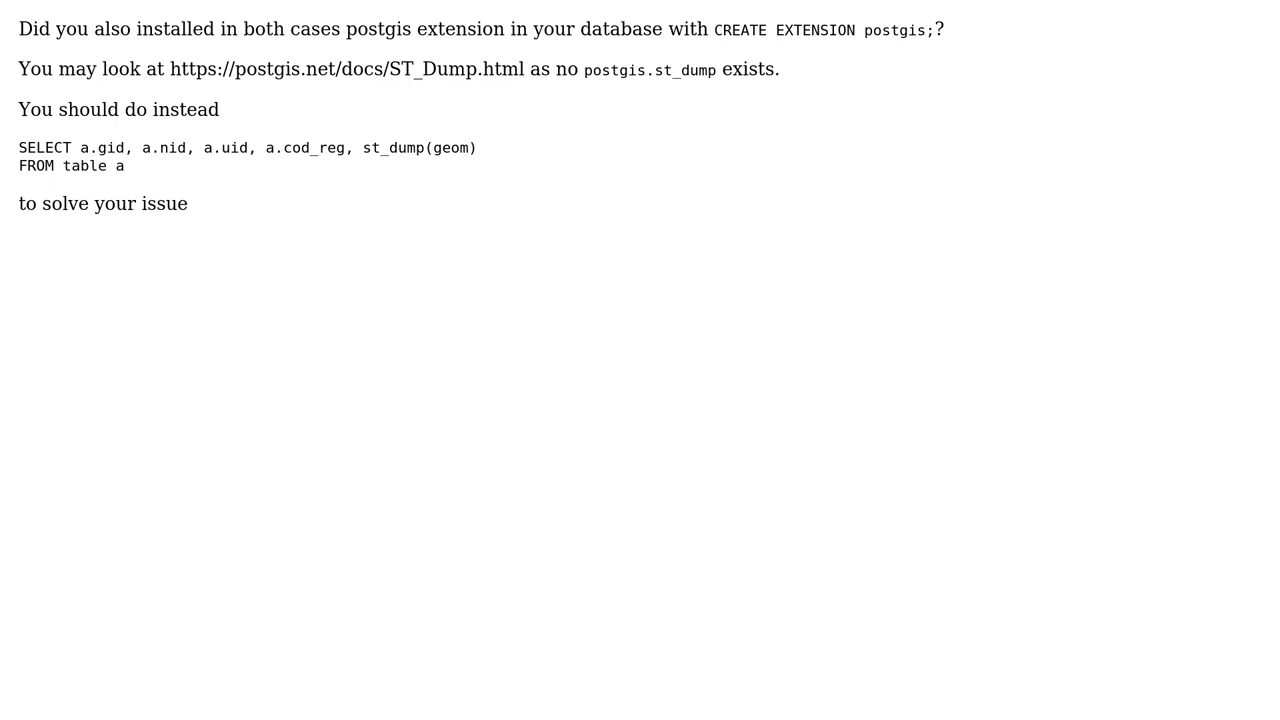 Did you also installed in both cases postgis extension in your database with CREATE EXTENSION postgis;?
You may look at https://postgis.net/docs/ST_Dump.html as no postgis.st_dump exists.
You should do instead
SELECT a.gid, a.nid, a.uid, a.cod_reg, st_dump(geom)
FROM table a
to solve your issue